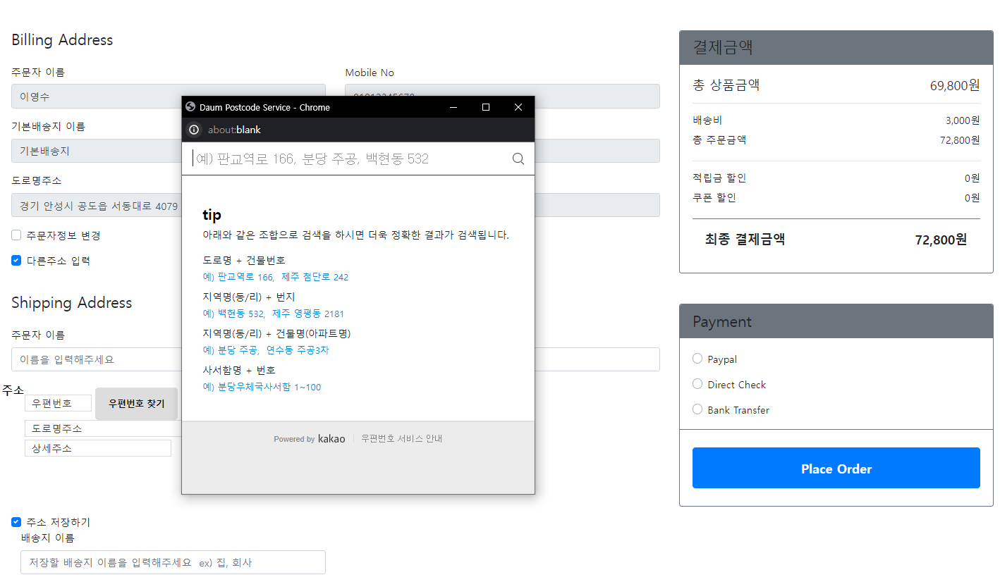 Billing Address
주문자 이름
Mobile No
이영수
기본배송지 이름
기본배송지
도로명주소
경기 안성시 공도읍 서동대로 4079
주문자정보 변경
다른주소 입력
Shipping Address
주문자 이름
이름을 입력해주세요
주소
우편번호
우편번호 찾기
도로명주소
상세주소
주소 저장하기
배송지 이름
저장할 배송지 이름을 입력해주세요 ex) 집, 회사
Daum Postcode Service - Chrome
about:blank
예) 판교역로 166, 분당 주공, 백현동 532
tip
아래와 같은 조합으로 검색을 하시면 더욱 정확한 결과가 검색됩니다.
도로명 + 건물번호
예) 판교역로 166, 제주 첨단로 242
지역명(동/리) + 번지
예) 백현동 532, 제주 영평동 2181
지역명(동/리) + 건물명(아파트명)
예) 분당 주공, 연수동 주공3차
사서함명 + 번호
예) 분당우체국사서함 1~100
Powered by kakao 우편번호 서비스 안내
결제금액
총 상품금액 69,800원
배송비 3,000원
총 주문금액 72,800원
적립금 할인 0원
쿠폰 할인 0원
최종 결제금액 72,800원
Payment
Paypal
Direct Check
Bank Transfer
Place Order